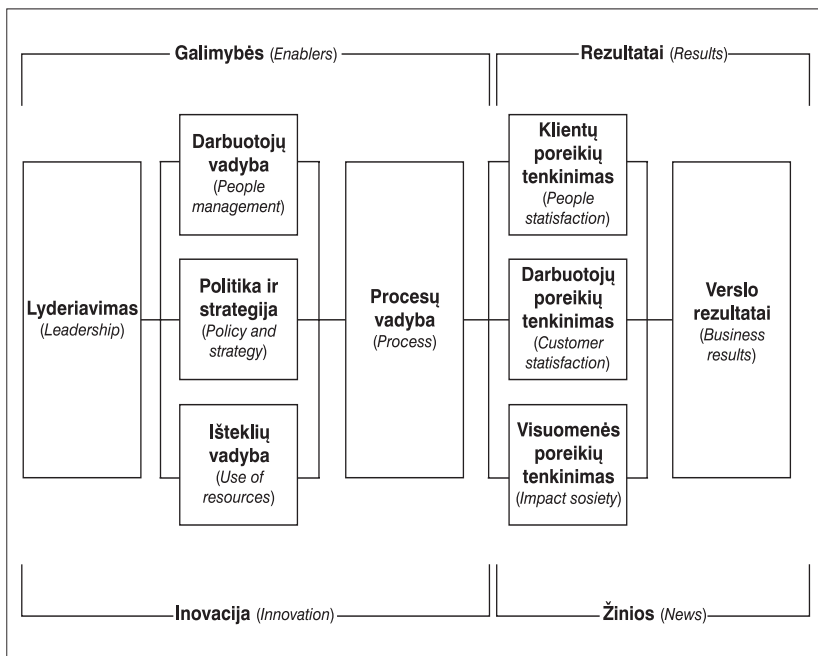 Galimybės (Enablers)
Rezultatai (Results)
Lyderiavimas
(Leadership)
Darbuotojų
vadyba
(People
management)
Politika ir
strategija
(Policy and
strategy)
Išteklių
vadyba
(Use of
resources)
Procesų
vadyba
(Process)
Klientų
poreikių
tenkinimas
(People
statisfaction)
Darbuotojų
poreikių
tenkinimas
(Customer
statisfaction)
Visuomenės
poreikių
tenkinimas
(Impact sosiety)
Verslo
rezultatai
(Business
results)
Inovacija (Innovation)
Žinios (News)